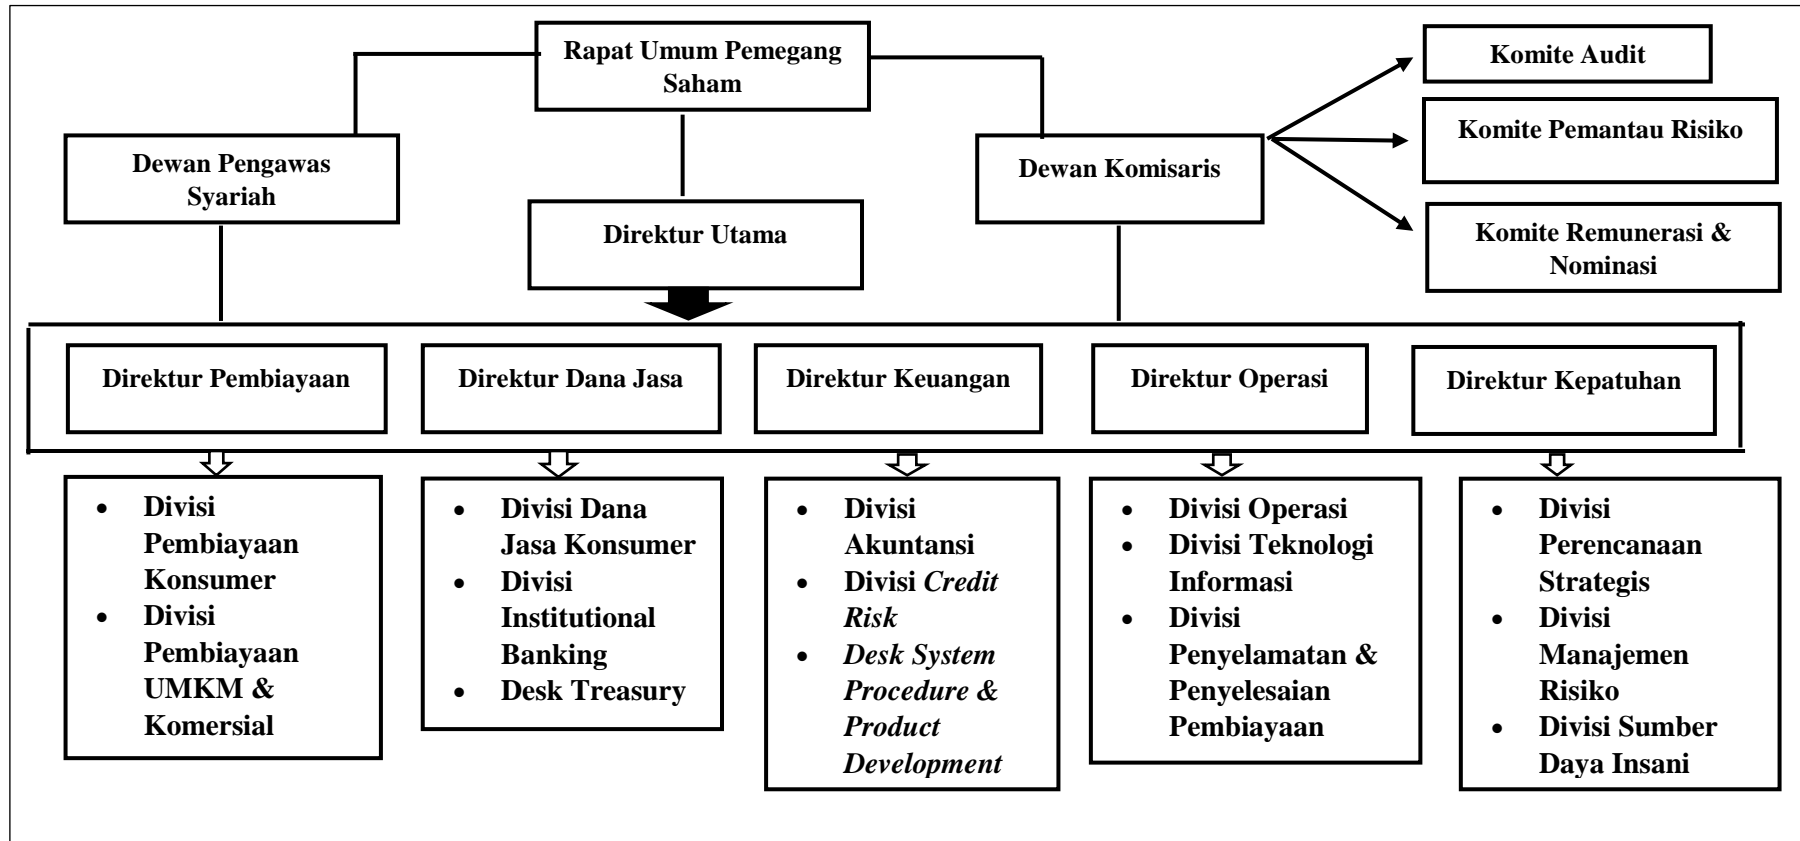 Rapat Umum Pemegang
Saham
Komite Audit
Komite Pemantau Risiko
Dewan Pengawas
Syariah
Dewan Komisaris
Direktur Utama
Komite Remunerasi &
Nominasi
Direktur Pembiayaan
Direktur Dana Jasa
Direktur Keuangan
Direktur Operasi
Direktur Kepatuhan
• Divisi
Pembiayaan
Konsumer
• Divisi
Pembiayaan
UMKM &
Komersial
• Divisi Dana
Jasa Konsumer
• Divisi
Institutional
Banking
• Desk Treasury
• Divisi
Akuntansi
• Divisi Credit
Risk
• Desk System
Procedure &
Product
Development
• Divisi Operasi
• Divisi Teknologi
Informasi
• Divisi
Penyelamatan &
Penyelesaian
Pembiayaan
• Divisi
Perencanaan
Strategis
• Divisi
Manajemen
Risiko
• Divisi Sumber
Daya Insani